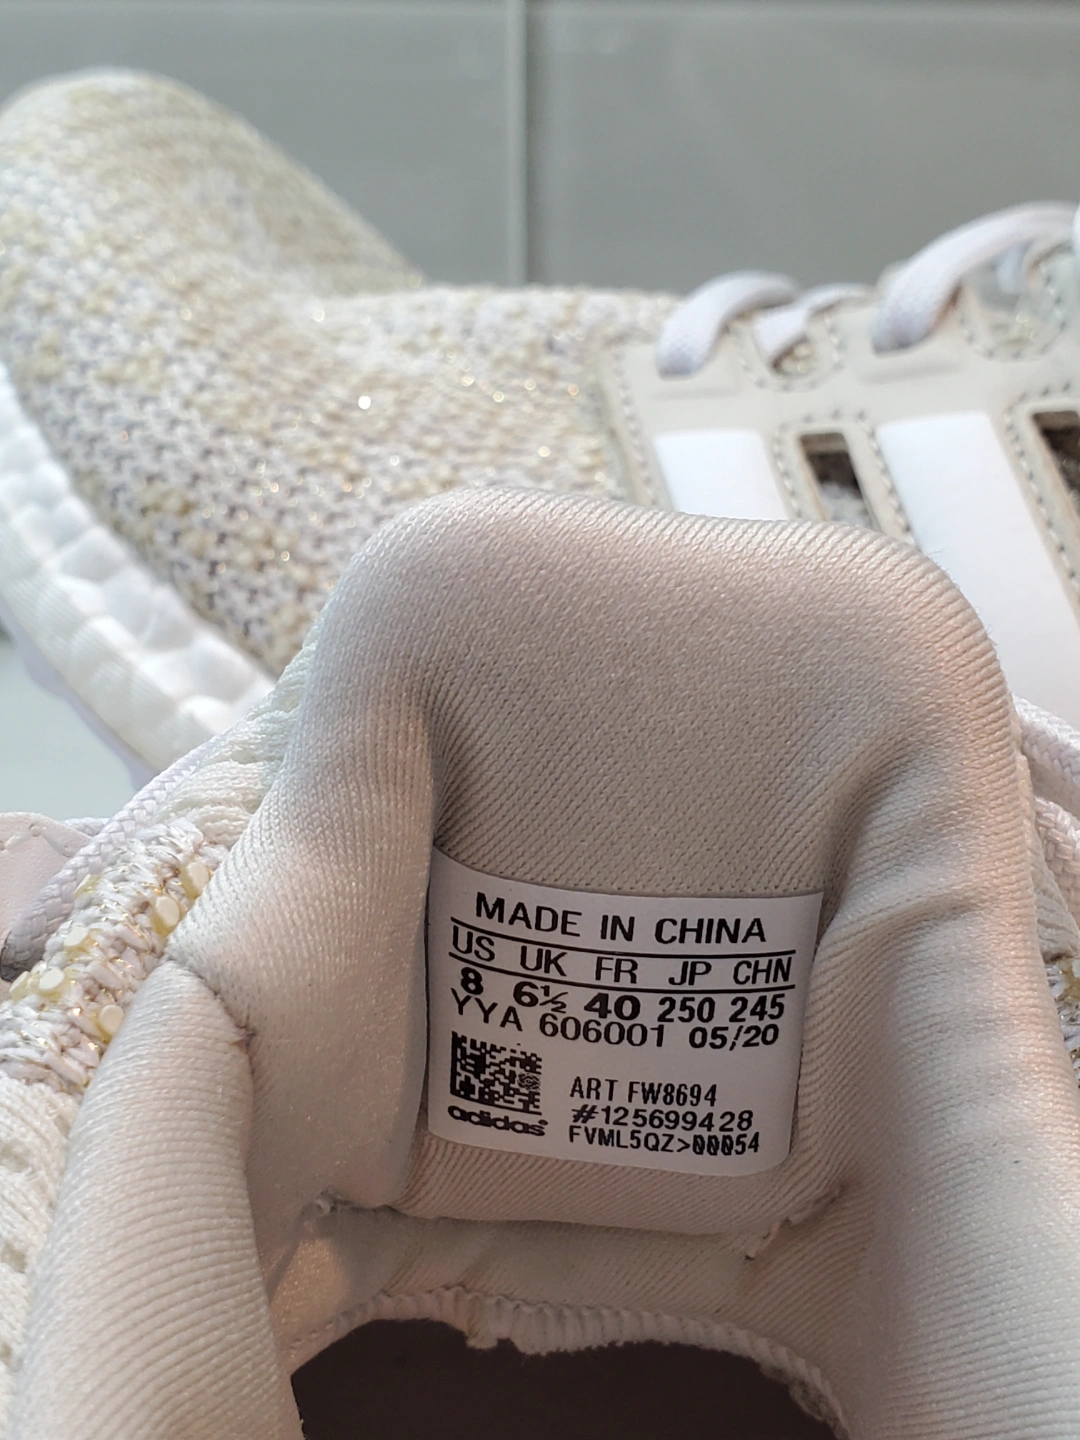 MADE IN CHINA
US UK FR JP CHN
8 6½ 40 250 245
YYA 606001 05/20
ART FW8694
#125699428
adidas
FVML5QZ>00054